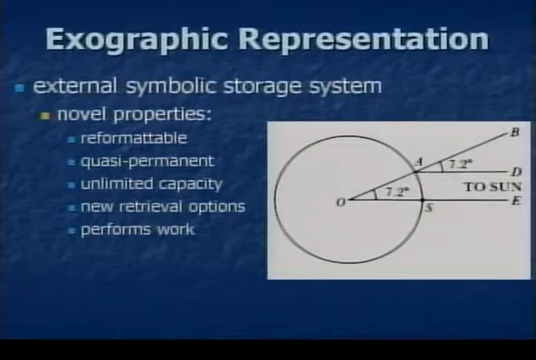 Exographic Representation
external symbolic storage system
novel properties:
reformattable
quasi-permanent
unlimited capacity
new retrieval options
performs work
B
A
7.2°
D
TO SUN
O
7.2°
E
S